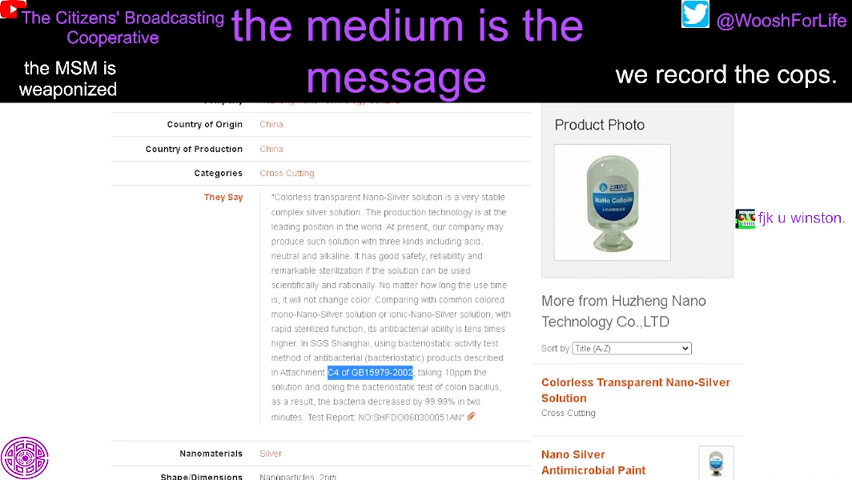 The Citizens' Broadcasting
Cooperative
the medium is the
message
@WooshForLife
the MSM is
weaponized
we record the cops.
Country of Origin China
Country of Production China
Categories Cross Cutting
They Say "Colorless transparent Nano-Silver solution is a very stable
complex silver solution. The production technology is at the
leading position in the world. At present, our company may
produce such solution with three kinds including acid,
neutral and alkaline. It has good safety, reliability and
remarkable sterilization if the solution can be used
scientifically and rationally. No matter how long the use time
is, it will not change color. Comparing with common colored
mono-Nano-Silver solution or ionic-Nano-Silver solution, with
rapid sterilized function, its antibacterial ability is ten times
higher. In SGS Shanghai, using bacteriostatic activity test
method of antibacterial (bacteriostatic) products described
in Attachment C4 of GB15979-2002, taking 10ppm the
solution and doing the bacteriostatic test of colon bacillus,
as a result, the bacteria decreased by 99.99% in two
minutes. Test Report: NO:SHFDO060300051AN"
Nanomaterials Silver
Shape/Dimensions Nanoparticles, 2nm
Product Photo
NaNo Colloids
fjk u winston.
More from Huzheng Nano
Technology Co.,LTD
Sort by Title (A-Z)
Colorless Transparent Nano-Silver
Solution
Cross Cutting
Nano Silver
Antimicrobial Paint